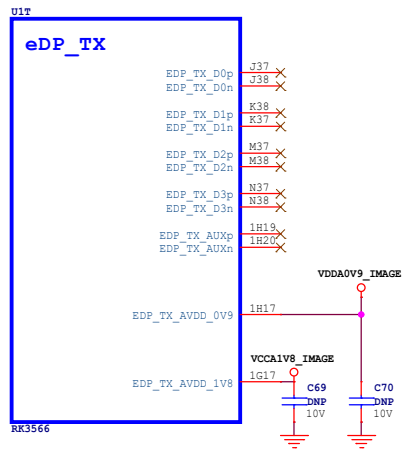 U1T
eDP_TX
EDP_TX_D0p J37
EDP_TX_D0n J38
EDP_TX_D1p K38
EDP_TX_D1n K37
EDP_TX_D2p M37
EDP_TX_D2n M38
EDP_TX_D3p N37
EDP_TX_D3n N38
EDP_TX_AUXp 1H19
EDP_TX_AUXn 1H20
VDDA0V9_IMAGE
EDP_TX_AVDD_0V9 1H17
VCCA1V8_IMAGE
EDP_TX_AVDD_1V8 1G17
C69 C70
DNP DNP
10V 10V
RK3566